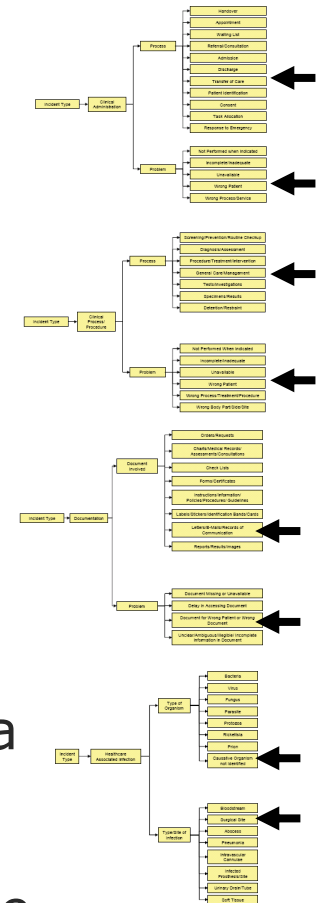 Handover
Appointment
Waiting List
Process
Referral/Consultation
Admission
Discharge
Transfer of Care
Patient Identification
Incident Type
Clinical
Administration
Consent
Task Allocation
Response to Emergency
Not Performed when Indicated
Incomplete/Inadequate
Problem
Unavailable
Wrong Patient
Wrong Process/Service
Screening/Prevention/Routine Checkup
Diagnosis/Assessment
Process
Procedure/Treatment/Intervention
General Care/Management
Tests/Investigations
Specimens/Results
Detention/Restraint
Incident Type
Clinical
Process/
Procedure
Not Performed When Indicated
Incomplete/Inadequate
Problem
Unavailable
Wrong Patient
Wrong Process/Treatment/Procedure
Wrong Body Part/Side/Site
Orders/Requests
Charts/Medical Records/
Assessments/Consultations
Document
Involved
Check Lists
Forms/Certificates
Instructions/Information/
Policies/Procedures/ Guidelines
Incident Type
Documentation
Labels/Stickers/Identification Bands/Cards
Letters/E-Mails/Records of
Communication
Reports/Results/Images
Document Missing or Unavailable
Delay in Accessing Document
Problem
Document for Wrong Patient or Wrong
Document
Unclear/Ambiguous/Illegible/ Incomplete
Information in Document
Bacteria
Virus
Type of
Organism
Fungus
Parasite
Protozoa
Rickettsia
a
Incident
Type
Healthcare
Associated Infection
Prion
Causative Organism
not Identified
Bloodstream
Surgical Site
Type/Site of
Infection
Abscess
Pneumonia
Intravascular
Cannulae
Infected
Prosthesis/Site
Urinary Drain/Tube
Soft Tissue